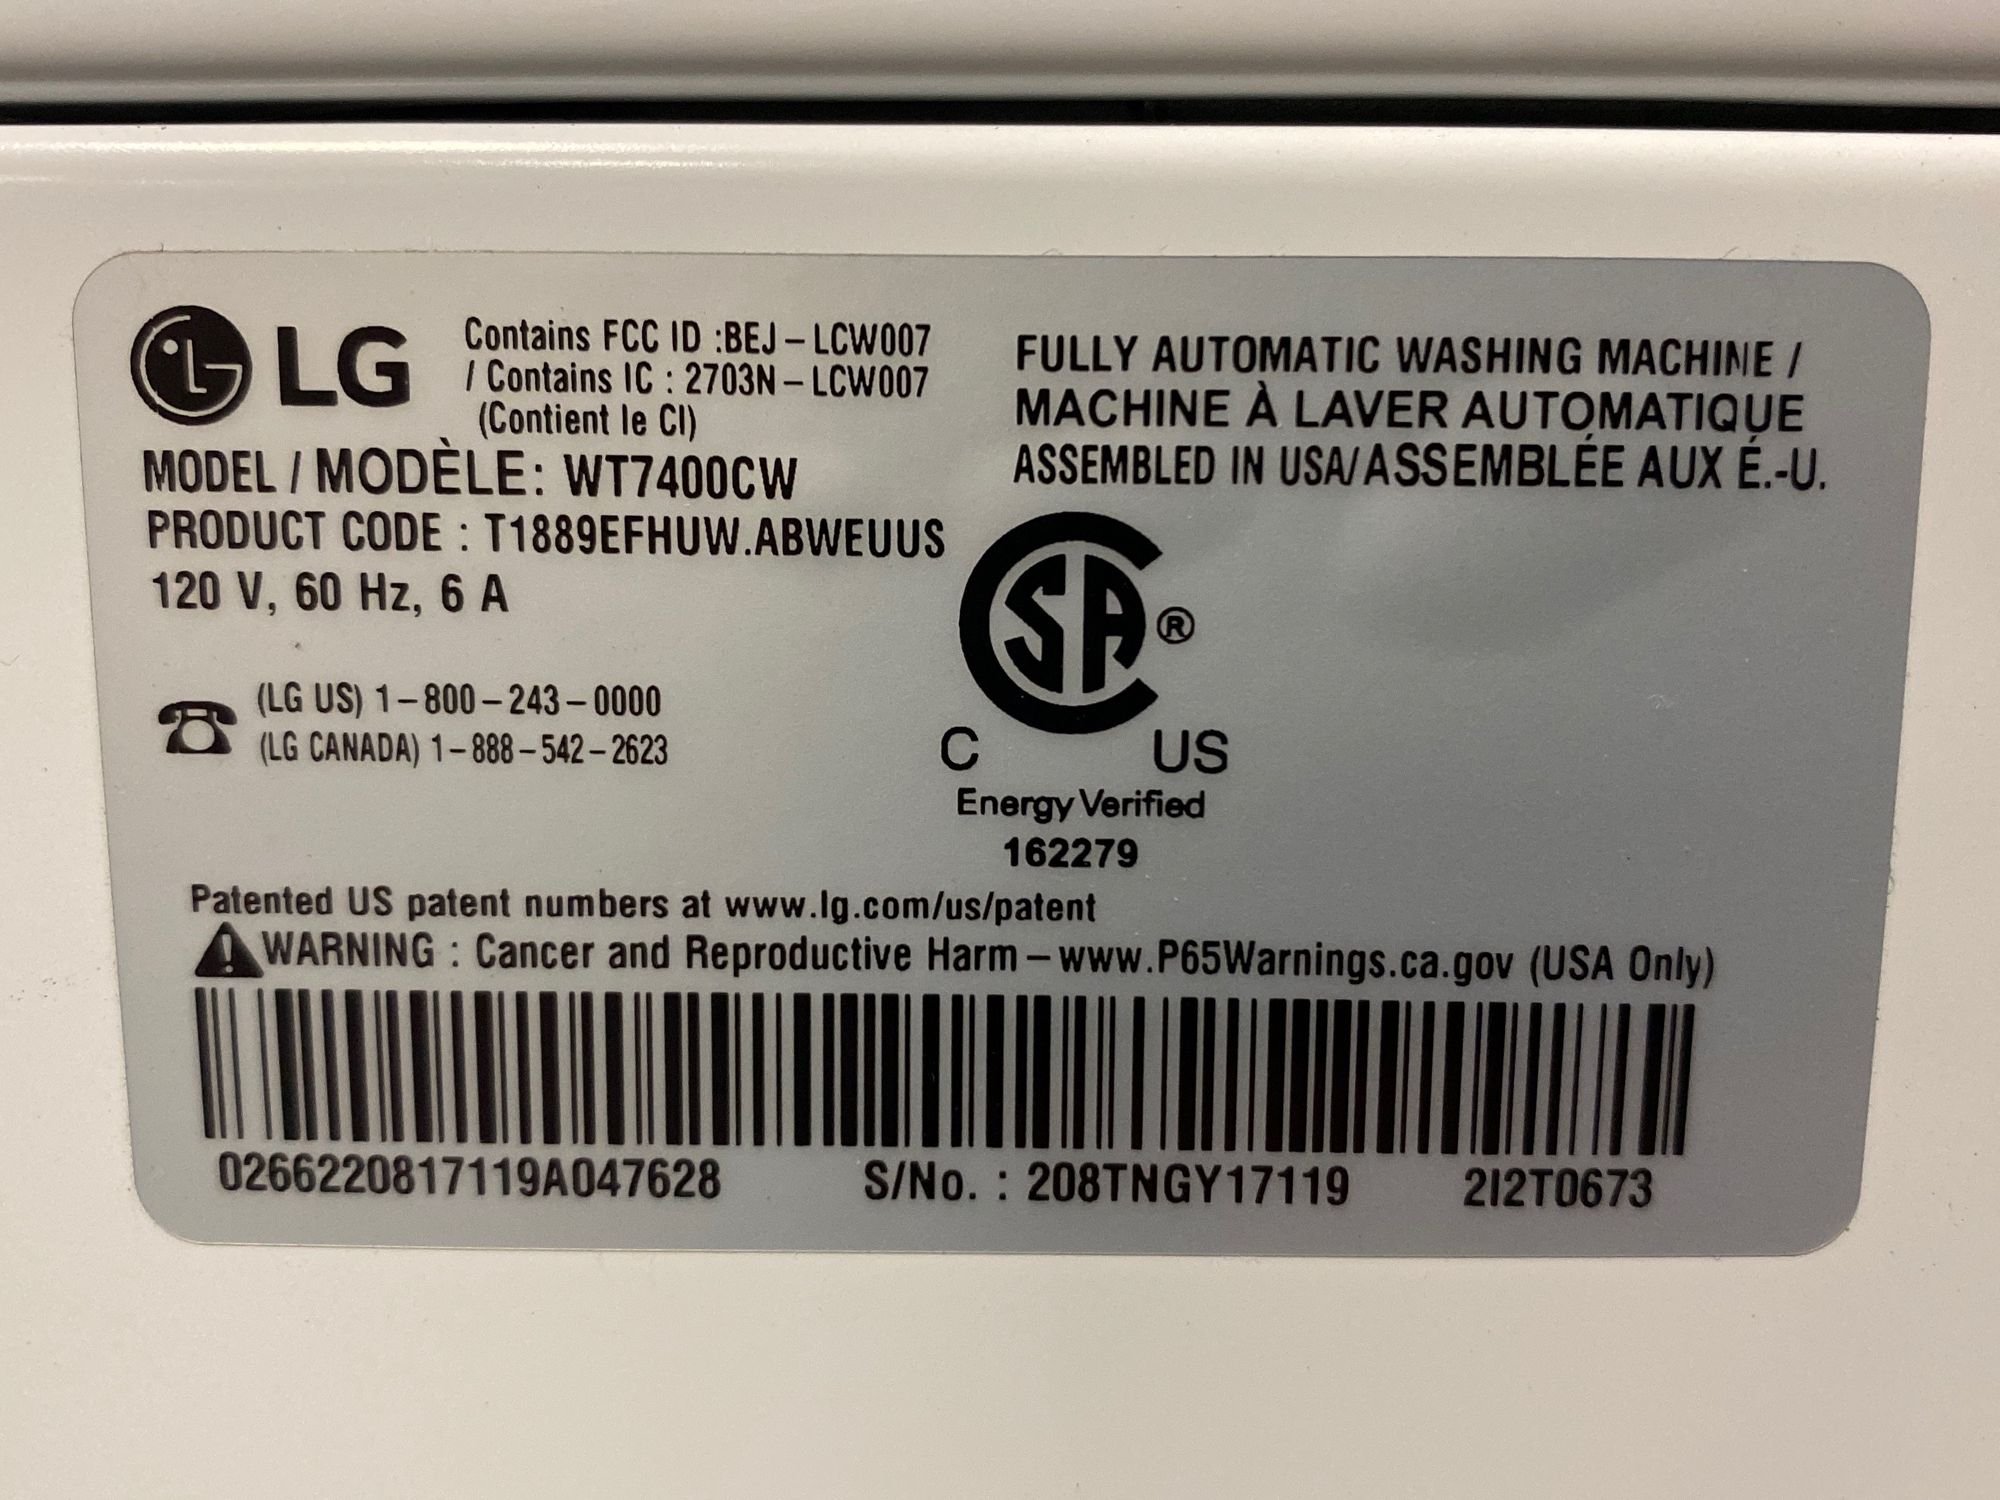 LG
Contains FCC ID :BEJ – LCW007
/ Contains IC : 2703N – LCW007
(Contient le CI)
MODEL / MODÈLE: WT7400CW
PRODUCT CODE : T1889EFHUW.ABWEUUS
120 V, 60 Hz, 6 A
(LG US) 1–800–243–0000
(LG CANADA) 1–888–542–2623
FULLY AUTOMATIC WASHING MACHINE /
MACHINE À LAVER AUTOMATIQUE
ASSEMBLED IN USA/ASSEMBLÉE AUX É.-U.
SA ®
C US
Energy Verified
162279
Patented US patent numbers at www.lg.com/us/patent
WARNING : Cancer and Reproductive Harm – www.P65Warnings.ca.gov (USA Only)
0266220817119A047628 S/No. : 208TNGY17119 2I2T0673